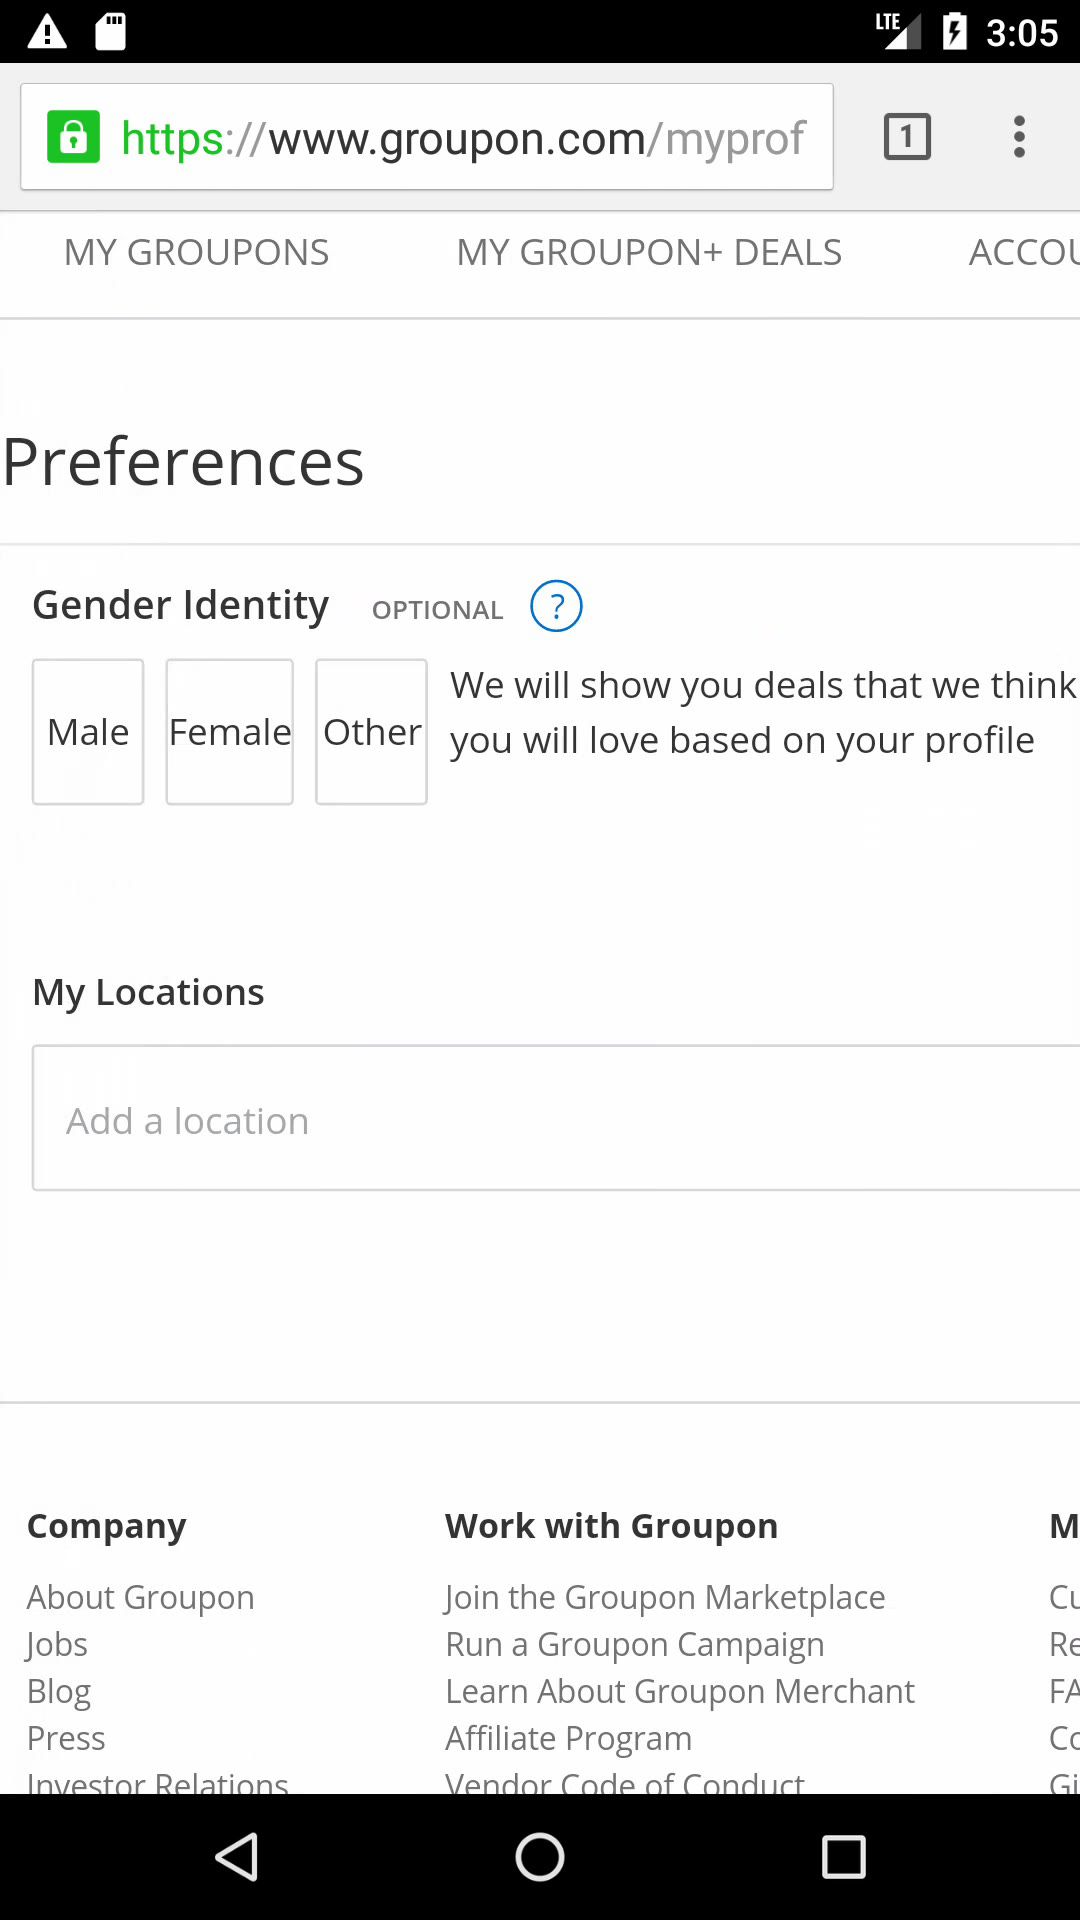 LTE 3:05
https://www.groupon.com/myprof 1
MY GROUPONS MY GROUPON+ DEALS ACCOU
Preferences
Gender Identity OPTIONAL ?
Male Female Other
We will show you deals that we think
you will love based on your profile
My Locations
Add a location
Company
About Groupon
Jobs
Blog
Press
Investor Relations
Work with Groupon
Join the Groupon Marketplace
Run a Groupon Campaign
Learn About Groupon Merchant
Affiliate Program
Vendor Code of Conduct
M
Cu
Re
FA
Co
Gi